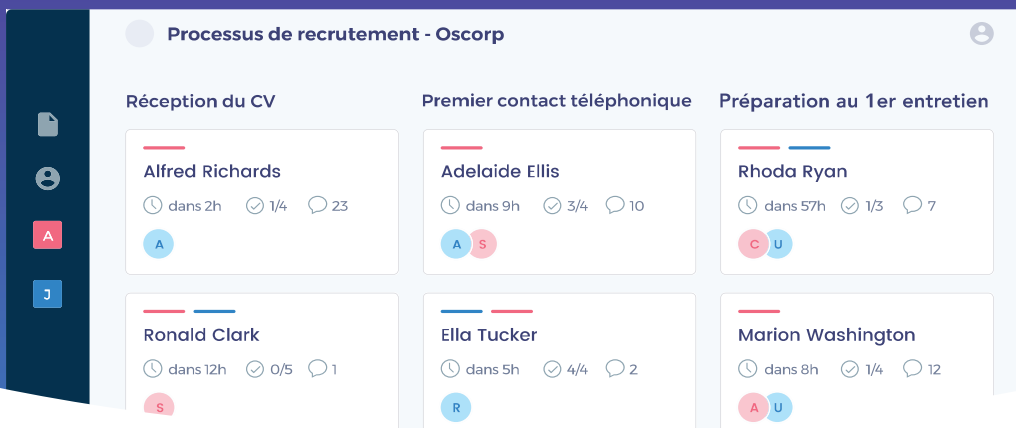 Processus de recrutement - Oscorp
A
J
Réception du CV
Alfred Richards
dans 2h 1/4 23
A
Ronald Clark
dans 12h 0/5 1
S
Premier contact téléphonique
Adelaide Ellis
dans 9h 3/4 10
A S
Ella Tucker
dans 5h 4/4 2
R
Préparation au 1er entretien
Rhoda Ryan
dans 57h 1/3 7
C U
Marion Washington
dans 8h 1/4 12
A U